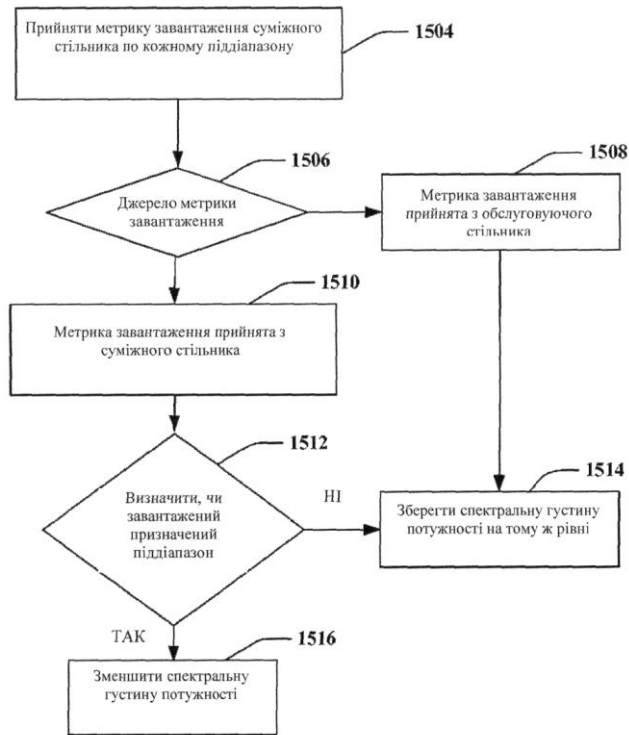 Прийняти метрику завантаження суміжного
стільника по кожному піддіапазону
1504
1506
Джерело метрики
завантаження
1508
Метрика завантаження
прийнята з обслуговуючого
стільника
1510
Метрика завантаження прийнята з
суміжного стільника
1512
Визначити, чи
завантажений
призначений
піддіапазон
НІ
1514
Зберегти спектральну густину
потужності на тому ж рівні
ТАК
1516
Зменшити спектральну
густину потужності